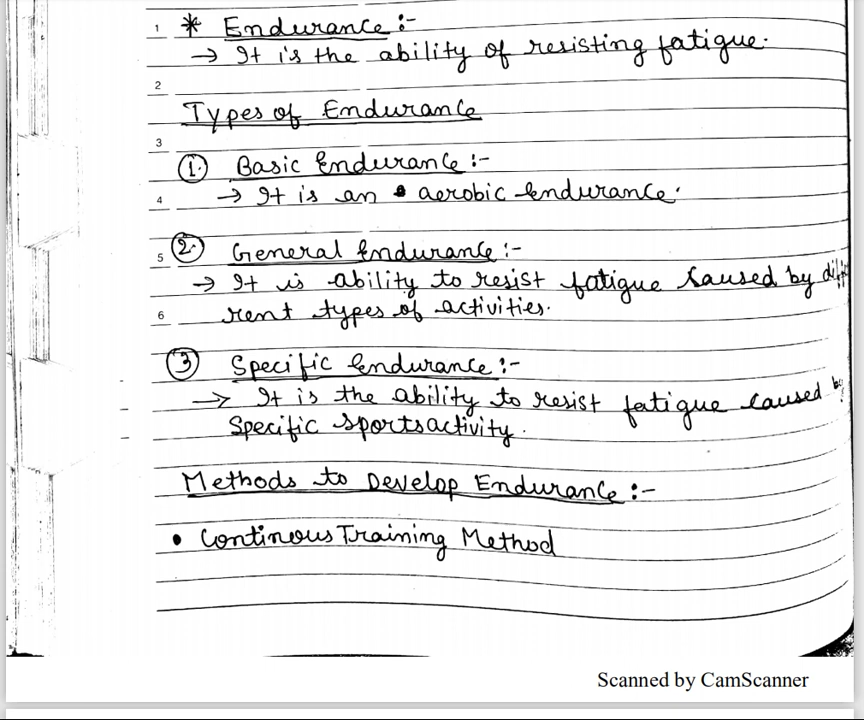 1 * Endurance :-
→ It is the ability of resisting fatigue.
2
Types of Endurance
3
① Basic Endurance :-
4 → It is an aerobic endurance.
5 ② General Endurance :-
→ It is ability to resist fatigue caused by diffe
6 rent types of activities.
③ Specific Endurance :-
→ It is the ability to resist fatigue caused by
Specific sports activity.
Methods to Develop Endurance :-
• Continous Training Method
Scanned by CamScanner